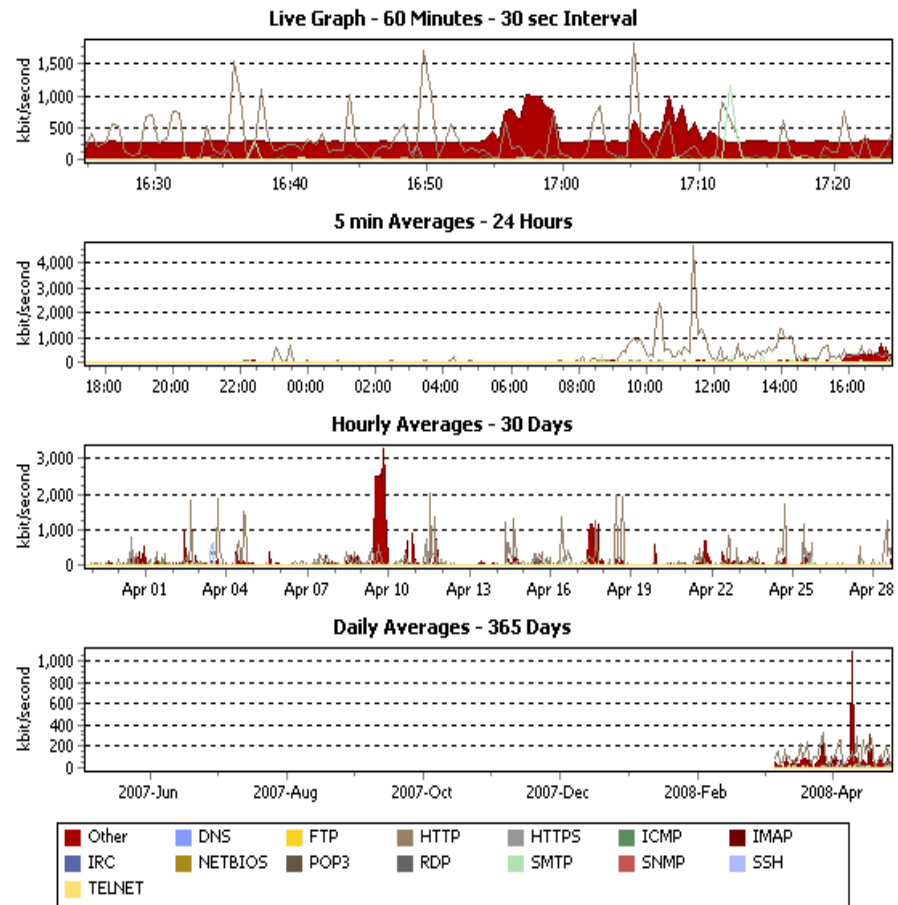 Live Graph - 60 Minutes - 30 sec Interval
kbit/second
1,500
1,000
500
0
16:30 16:40 16:50 17:00 17:10 17:20
5 min Averages - 24 Hours
kbit/second
4,000
3,000
2,000
1,000
0
18:00 20:00 22:00 00:00 02:00 04:00 06:00 08:00 10:00 12:00 14:00 16:00
Hourly Averages - 30 Days
kbit/second
3,000
2,000
1,000
0
Apr 01 Apr 04 Apr 07 Apr 10 Apr 13 Apr 16 Apr 19 Apr 22 Apr 25 Apr 28
Daily Averages - 365 Days
kbit/second
1,000
800
600
400
200
0
2007-Jun 2007-Aug 2007-Oct 2007-Dec 2008-Feb 2008-Apr
Other DNS FTP HTTP HTTPS ICMP IMAP
IRC NETBIOS POP3 RDP SMTP SNMP SSH
TELNET